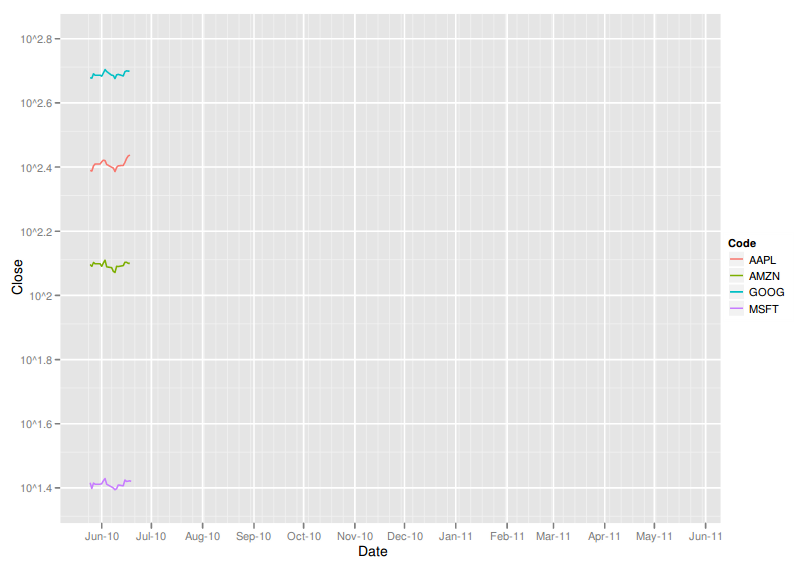 10^2.8
10^2.6
10^2.4
10^2.2
10^2
10^1.8
10^1.6
10^1.4
Close
Jun-10 Jul-10 Aug-10 Sep-10 Oct-10 Nov-10 Dec-10 Jan-11 Feb-11 Mar-11 Apr-11 May-11 Jun-11
Date
Code
AAPL
AMZN
GOOG
MSFT